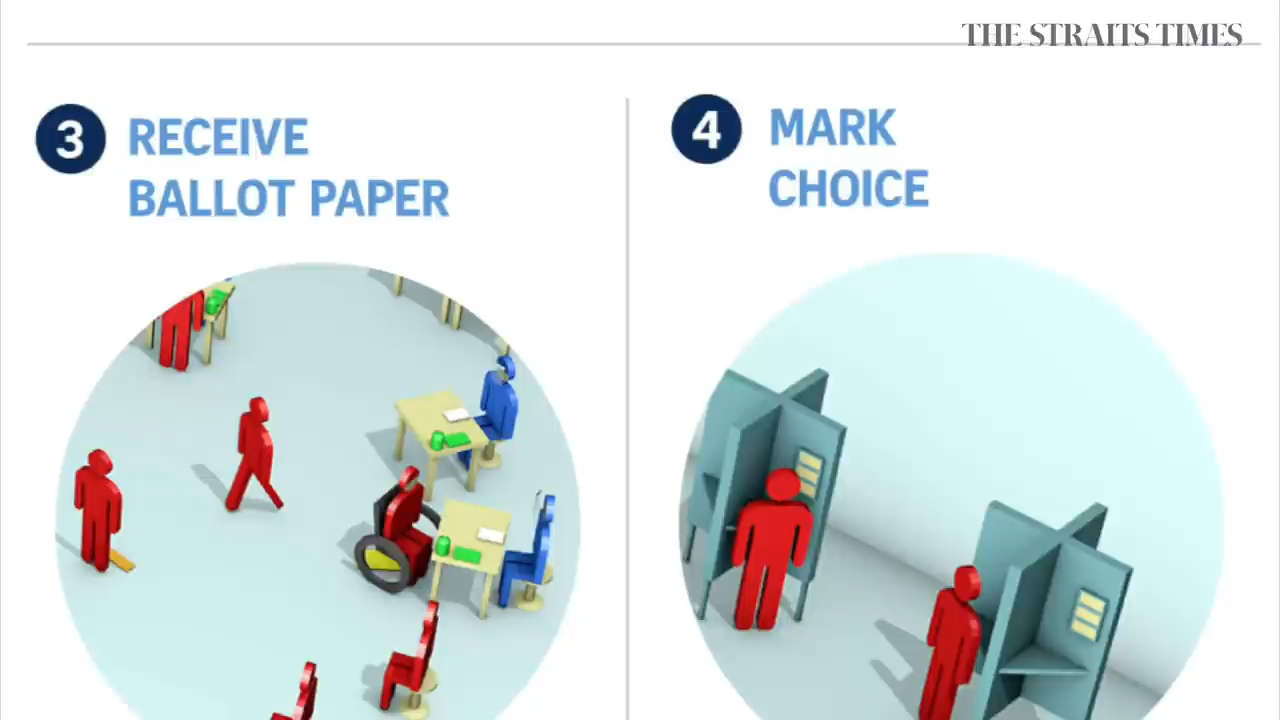 THE STRAITS TIMES
3 RECEIVE
BALLOT PAPER
4 MARK
CHOICE